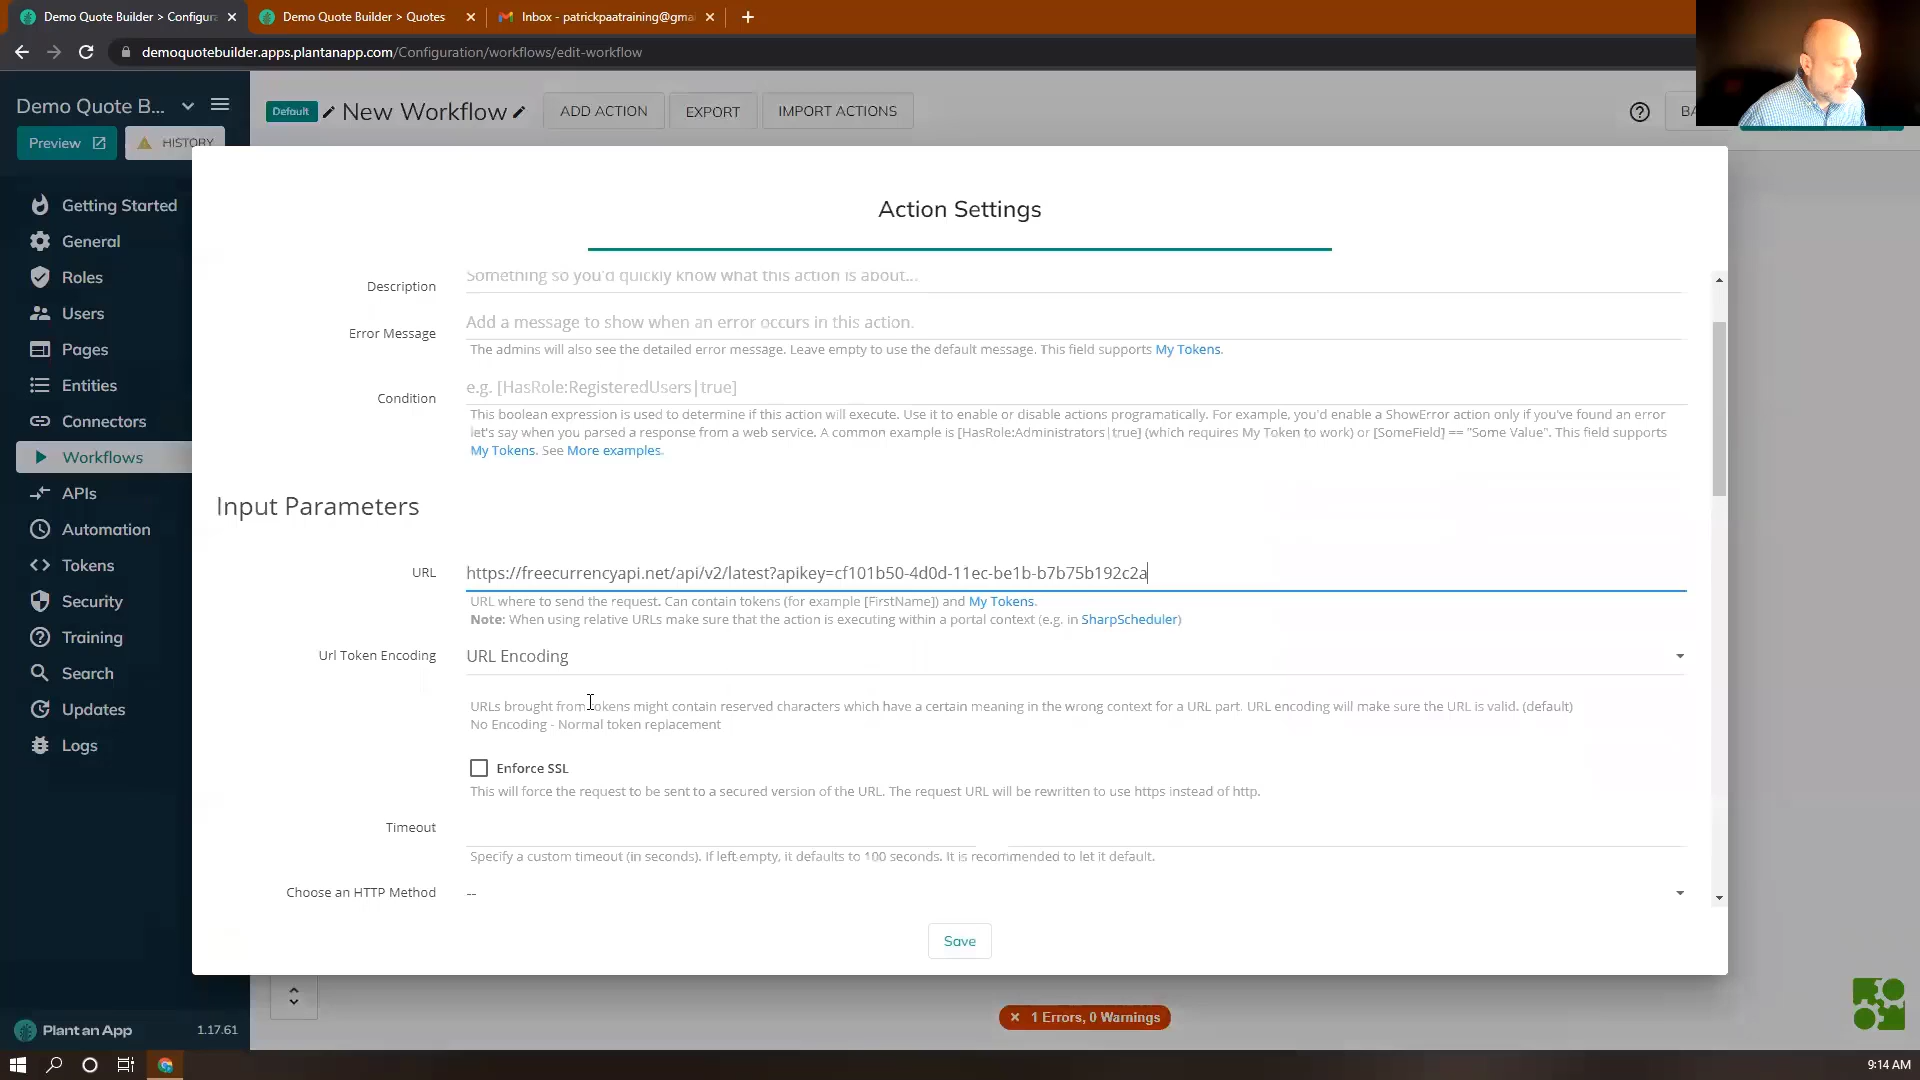 Demo Quote Builder > Configura
Demo Quote Builder > Quotes
Inbox - patrickpaatraining@gma
demoquotebuilder.apps.plantanapp.com/Configuration/workflows/edit-workflow
Demo Quote B...
Default
New Workflow
ADD ACTION
EXPORT
IMPORT ACTIONS
Preview
HISTORY
Getting Started
General
Roles
Users
Pages
Entities
Connectors
Workflows
APIs
Automation
Tokens
Security
Training
Search
Updates
Logs
Action Settings
Description
Something so you'd quickly know what this action is about...
Error Message
Add a message to show when an error occurs in this action.
The admins will also see the detailed error message. Leave empty to use the default message. This field supports My Tokens.
Condition
e.g. [HasRole:RegisteredUsers|true]
This boolean expression is used to determine if this action will execute. Use it to enable or disable actions programatically. For example, you'd enable a ShowError action only if you've found an error
let's say when you parsed a response from a web service. A common example is [HasRole:Administrators|true] (which requires My Token to work) or [SomeField] == "Some Value". This field supports
My Tokens. See More examples.
Input Parameters
URL
https://freecurrencyapi.net/api/v2/latest?apikey=cf101b50-4d0d-11ec-be1b-b7b75b192c2a
URL where to send the request. Can contain tokens (for example [FirstName]) and My Tokens.
Note: When using relative URLs make sure that the action is executing within a portal context (e.g. in SharpScheduler)
Url Token Encoding
URL Encoding
URLs brought from tokens might contain reserved characters which have a certain meaning in the wrong context for a URL part. URL encoding will make sure the URL is valid. (default)
No Encoding - Normal token replacement
Enforce SSL
This will force the request to be sent to a secured version of the URL. The request URL will be rewritten to use https instead of http.
Timeout
Specify a custom timeout (in seconds). If left empty, it defaults to 100 seconds. It is recommended to let it default.
Choose an HTTP Method
--
Save
1 Errors, 0 Warnings
Plant an App
1.17.61
9:14 AM